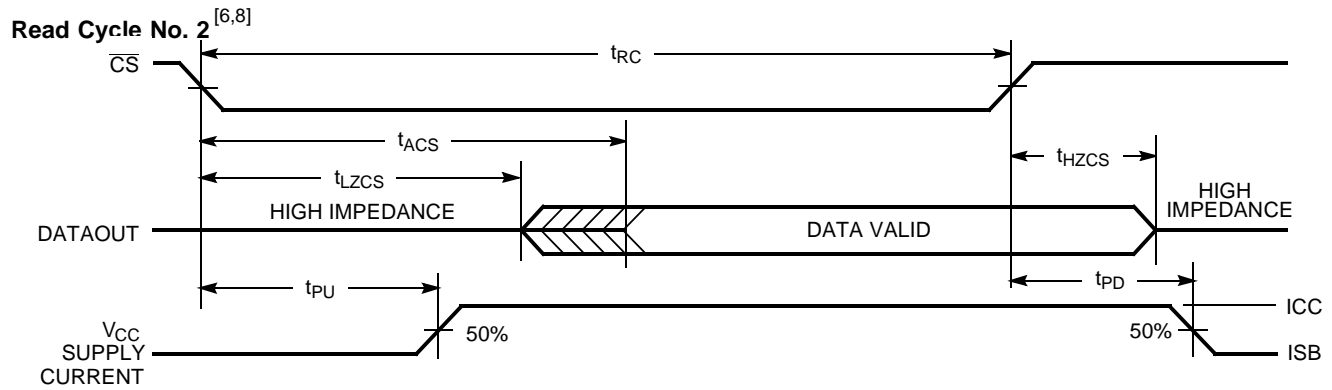 Read Cycle No. 2 [6,8]
CS
tRC
tACS
tHZCS
tLZCS
HIGH IMPEDANCE
HIGH
IMPEDANCE
DATAOUT
DATA VALID
tPU
tPD
ICC
VCC
SUPPLY
CURRENT
50%
50%
ISB